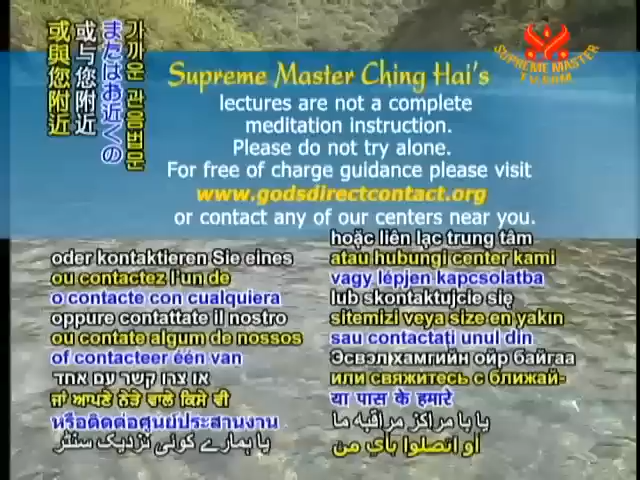 가까운 관음법문
またはお近くの
或与您附近
或與您附近
SUPREME MASTER
TV.COM
Supreme Master Ching Hai's
lectures are not a complete
meditation instruction.
Please do not try alone.
For free of charge guidance please visit
www.godsdirectcontact.org
or contact any of our centers near you.
oder kontaktieren Sie eines
ou contactez l'un de
o contacte con cualquiera
oppure contattate il nostro
ou contate algum de nossos
of contacteer één van
או צרו קשר עם אחד
ਜਾਂ ਆਪਣੇ ਨੇੜੇ ਵਾਲੇ ਕਿਸੇ ਵੀ
หรือติดต่อศูนย์ประสานงาน
یا ہمارے کوئی نزدیک سنٹر
hoặc liên lạc trung tâm
atau hubungi center kami
vagy lépjen kapcsolatba
lub skontaktujcie się
sitemizi veya size en yakın
sau contactaţi unul din
Эсвэл хамгийн ойр байгаа
или свяжитесь с ближай-
या पास के हमारे
یا با مراکز مراقبه ما
او اتصلوا بأي من